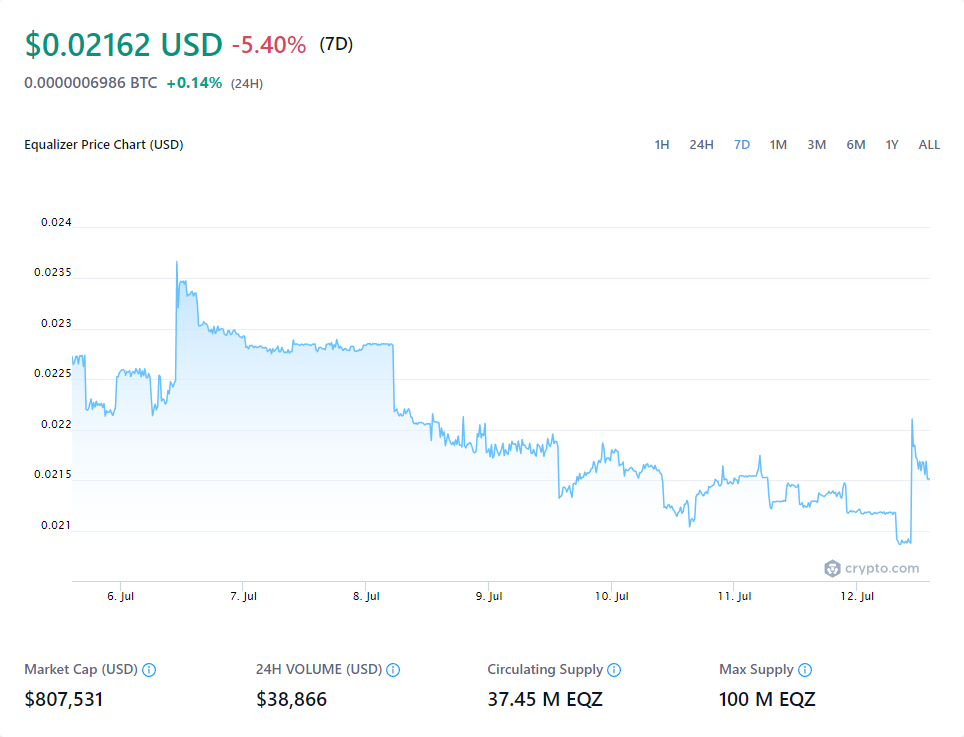 $0.02162 USD -5.40% (7D)
0.0000006986 BTC +0.14% (24H)
Equalizer Price Chart (USD)
1H 24H 7D 1M 3M 6M 1Y ALL
0.024
0.0235
0.023
0.0225
0.022
0.0215
0.021
crypto.com
6. Jul 7. Jul 8. Jul 9. Jul 10. Jul 11. Jul 12. Jul
Market Cap (USD) 24H VOLUME (USD) Circulating Supply Max Supply
$807,531 $38,866 37.45 M EQZ 100 M EQZ